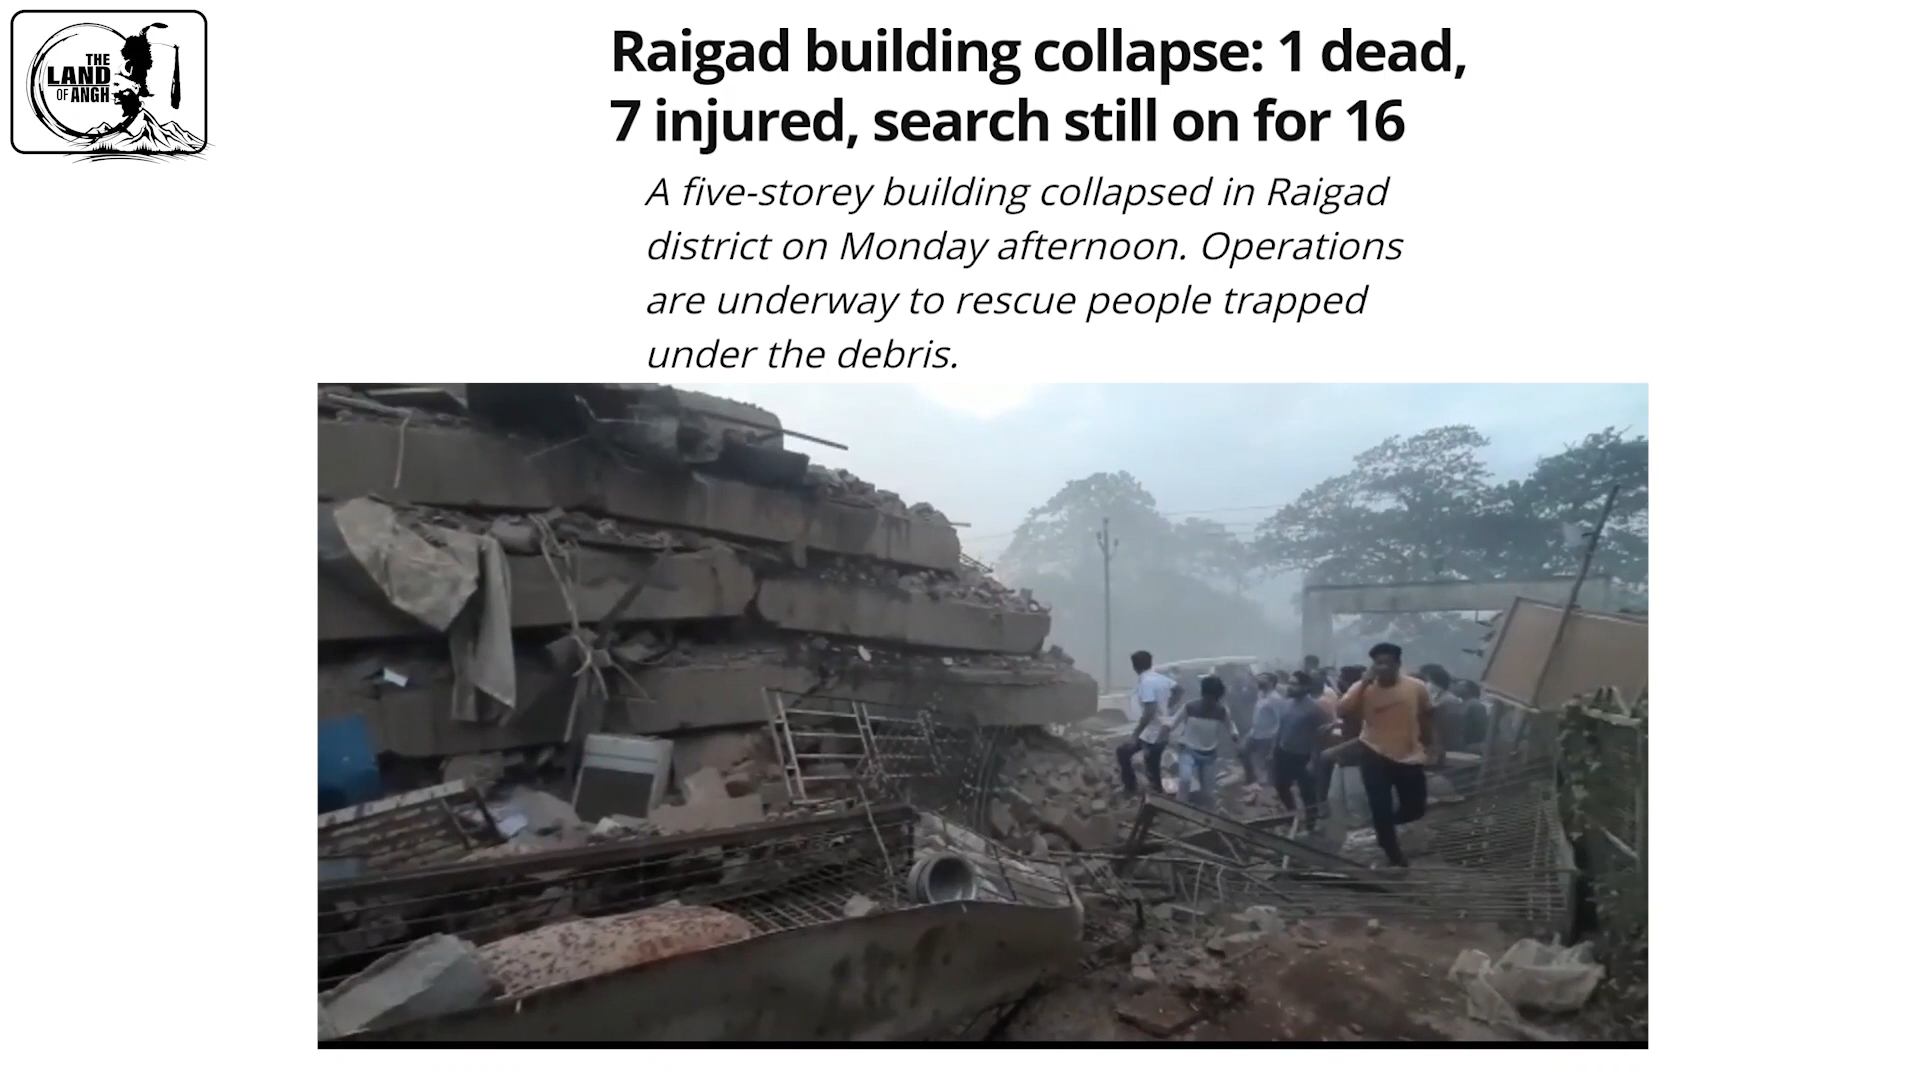 THE
LAND
OF ANGH
Raigad building collapse: 1 dead,
7 injured, search still on for 16
A five-storey building collapsed in Raigad
district on Monday afternoon. Operations
are underway to rescue people trapped
under the debris.